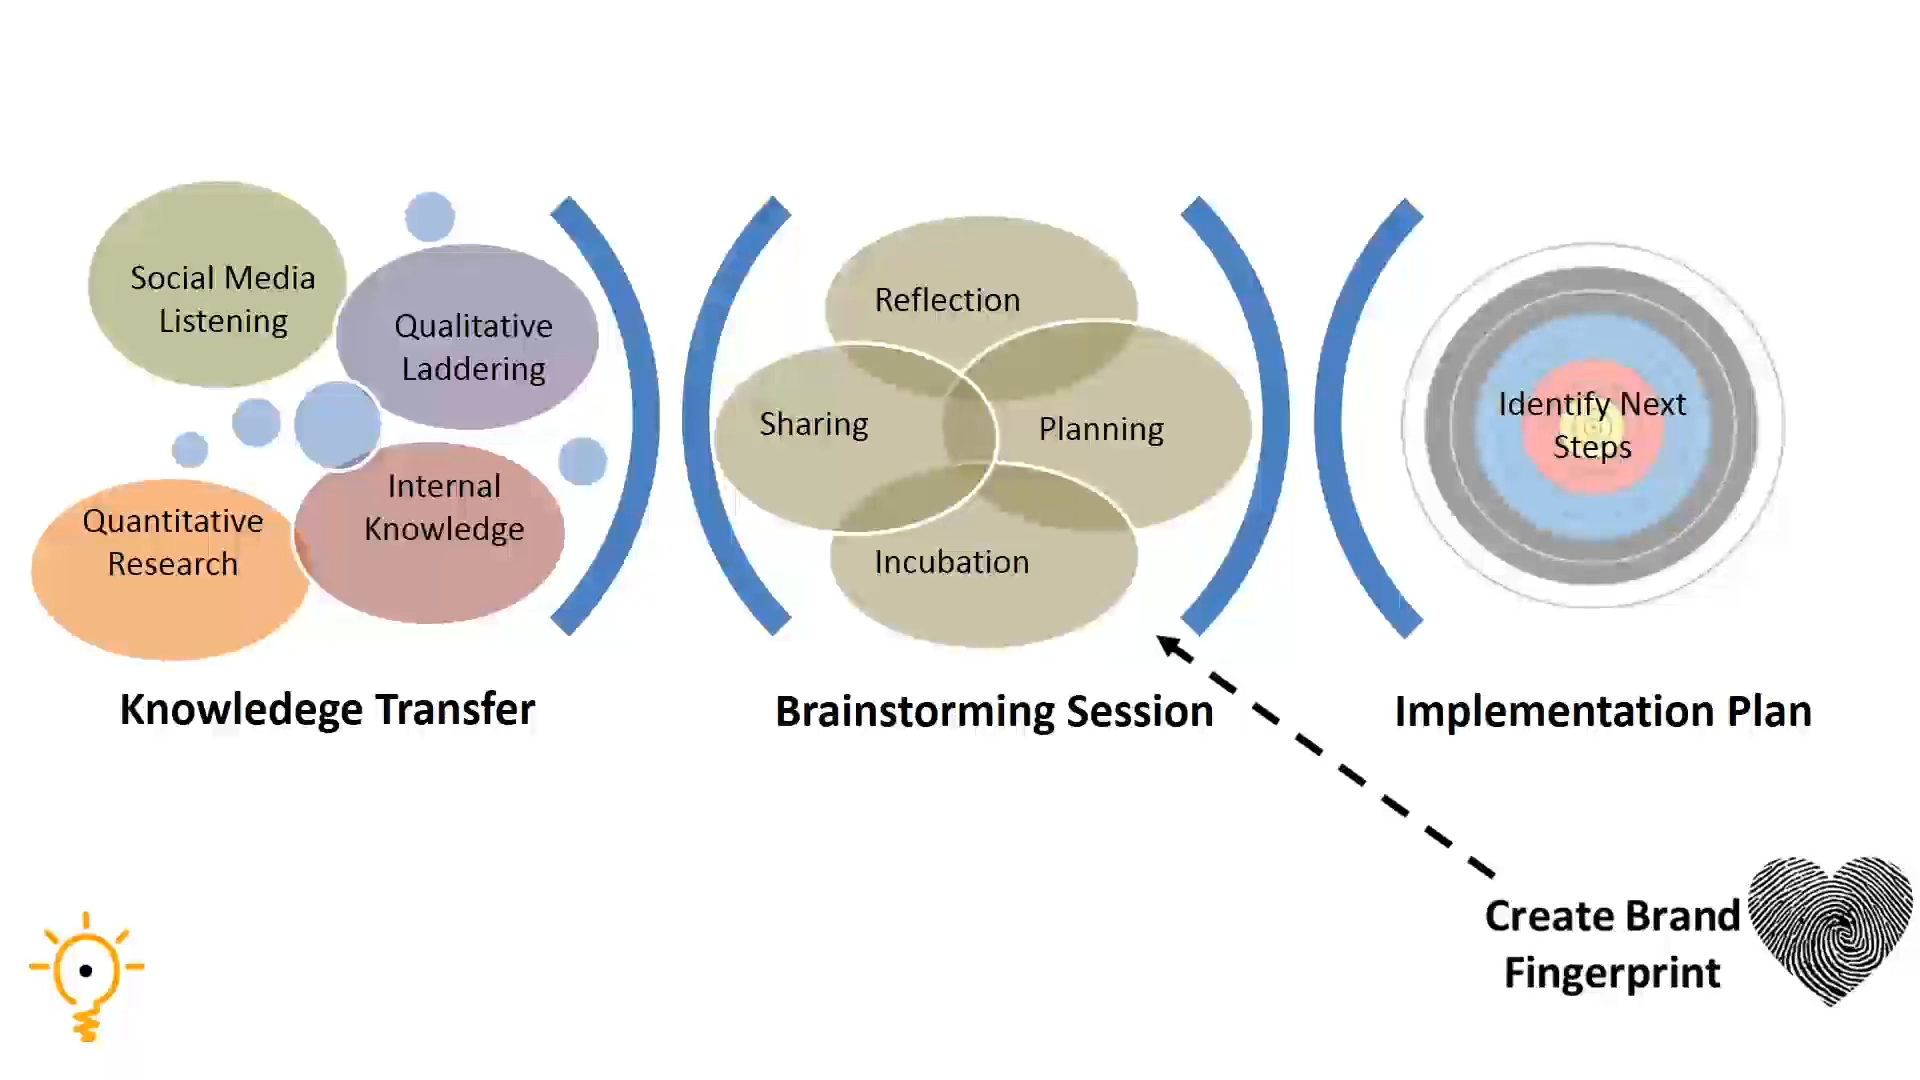 Social Media
Listening
Qualitative
Laddering
Internal
Knowledge
Quantitative
Research
Knowledege Transfer
Reflection
Sharing
Planning
Incubation
Brainstorming Session
Identify Next
Steps
Implementation Plan
Create Brand
Fingerprint